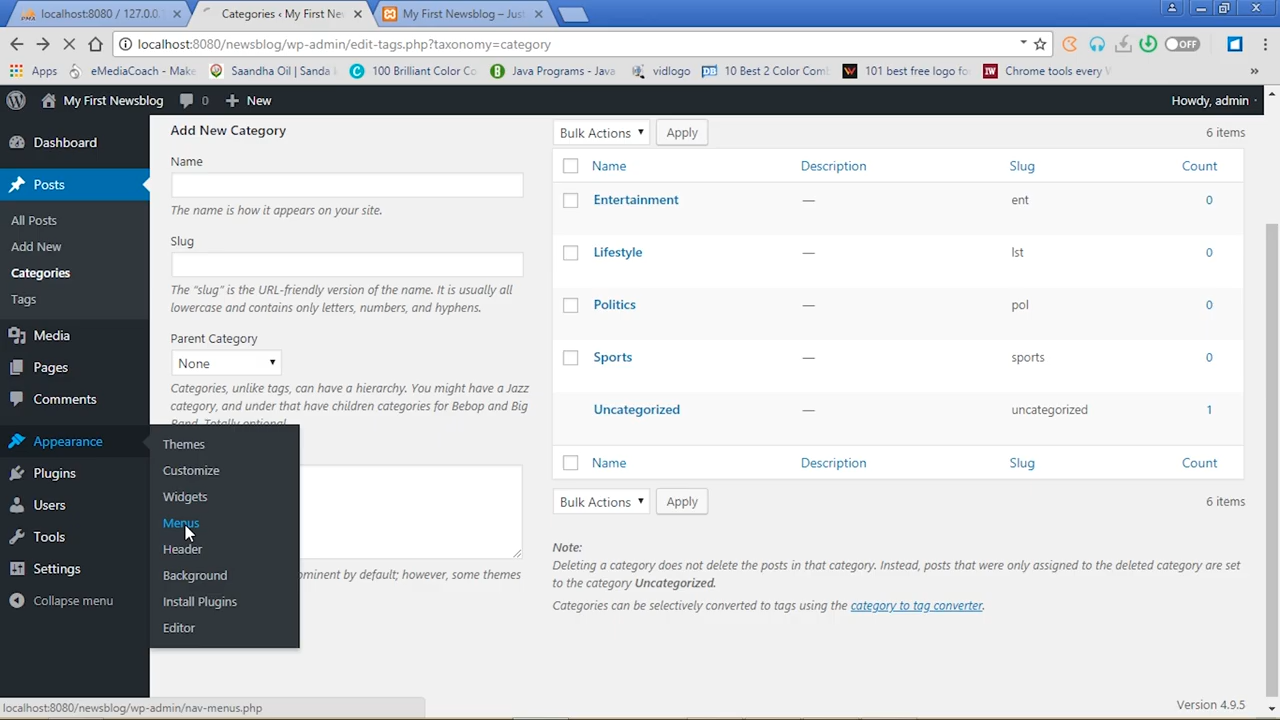 localhost:8080 / 127.0.0.
Categories ‹ My First New
My First Newsblog – Just
localhost:8080/newsblog/wp-admin/edit-tags.php?taxonomy=category
OFF
Apps
eMediaCoach - Make
Saandha Oil | Sanda
100 Brilliant Color Co
Java Programs - Java
vidlogo
10 Best 2 Color Com
101 best free logo fo
Chrome tools every
My First Newsblog
0
New
Howdy, admin
Dashboard
Posts
All Posts
Add New
Categories
Tags
Media
Pages
Comments
Appearance
Plugins
Users
Tools
Settings
Collapse menu
Themes
Customize
Widgets
Menus
Header
Background
Install Plugins
Editor
Add New Category
Name
The name is how it appears on your site.
Slug
The "slug" is the URL-friendly version of the name. It is usually all
lowercase and contains only letters, numbers, and hyphens.
Parent Category
None
Categories, unlike tags, can have a hierarchy. You might have a Jazz
category, and under that have children categories for Bebop and Big
Band. Totally optional.
ominent by default; however, some themes
Bulk Actions Apply 6 items
Name Description Slug Count
Entertainment — ent 0
Lifestyle — lst 0
Politics — pol 0
Sports — sports 0
Uncategorized — uncategorized 1
Name Description Slug Count
Bulk Actions Apply 6 items
Note:
Deleting a category does not delete the posts in that category. Instead, posts that were only assigned to the deleted category are set
to the category Uncategorized.
Categories can be selectively converted to tags using the category to tag converter.
Version 4.9.5
localhost:8080/newsblog/wp-admin/nav-menus.php